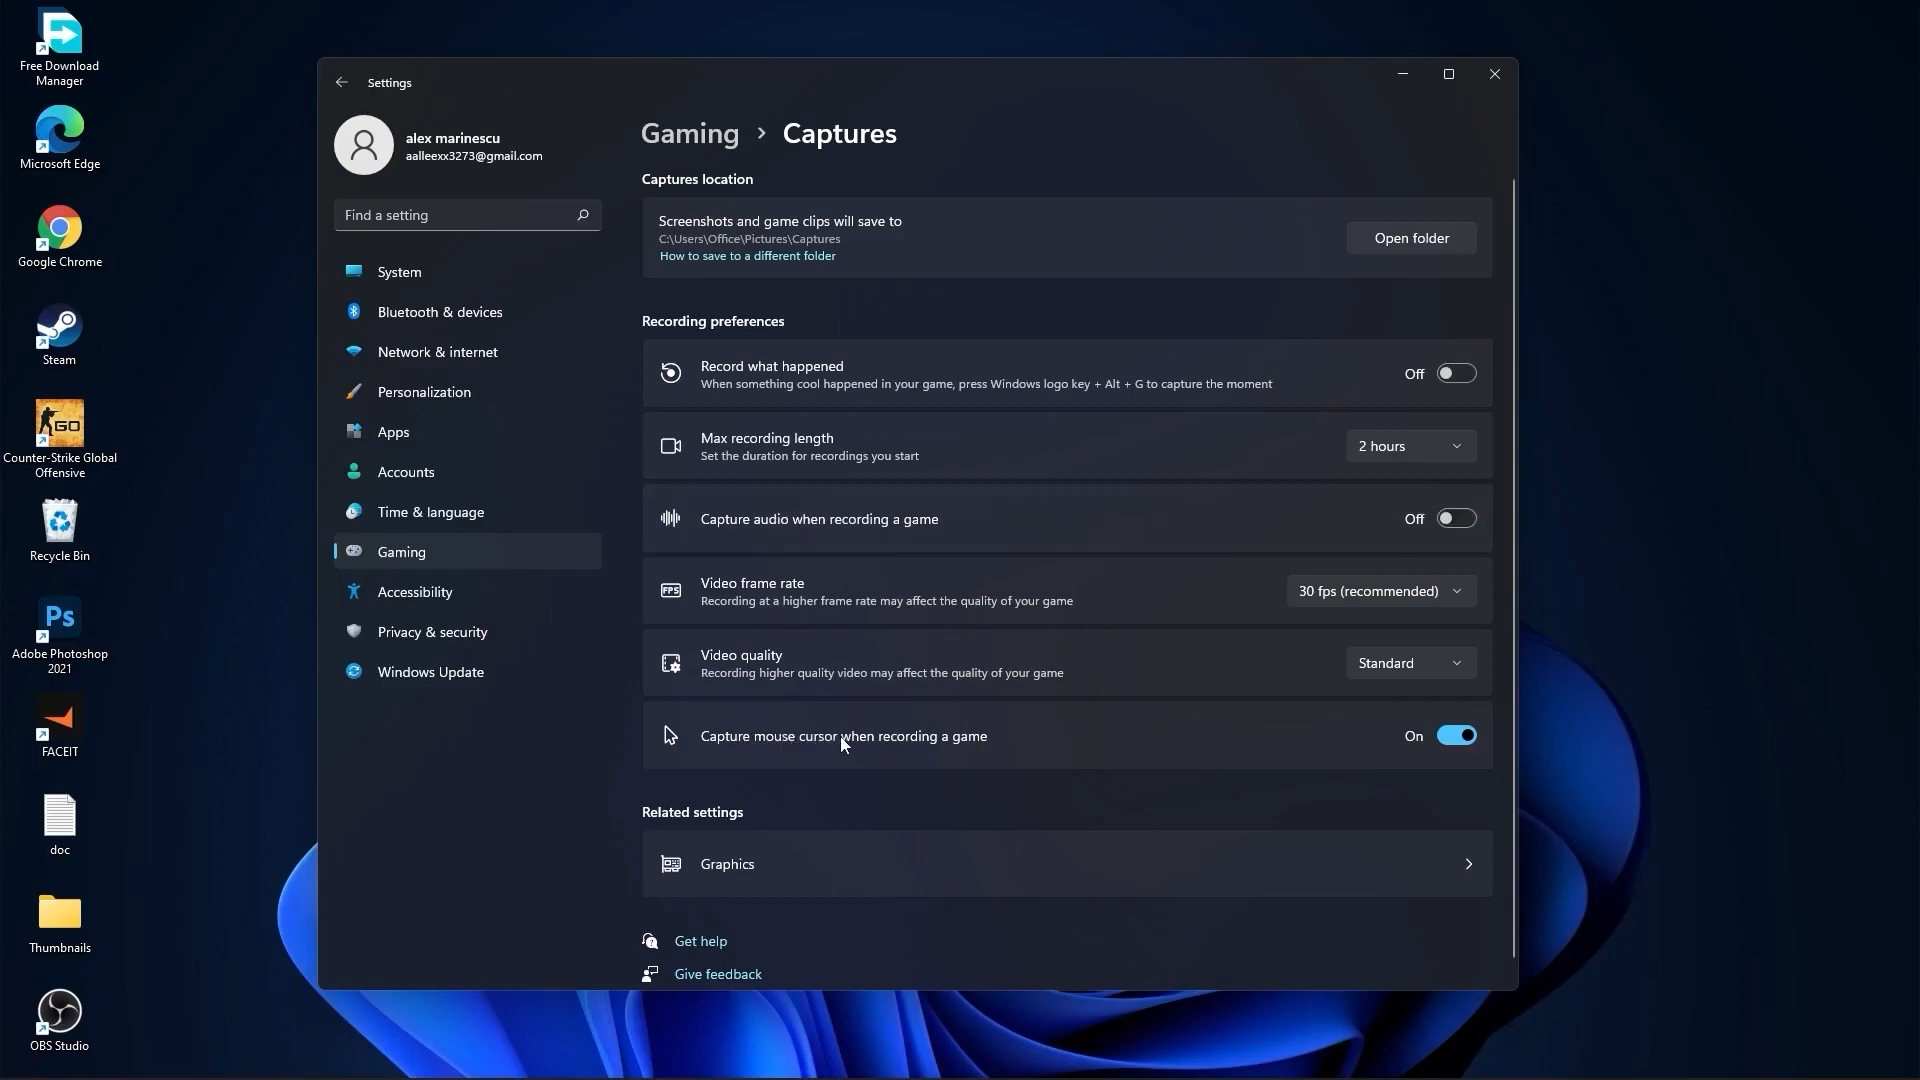 Free Download
Manager
Microsoft Edge
Google Chrome
Steam
GO
Counter-Strike Global
Offensive
Recycle Bin
Ps
Adobe Photoshop
2021
FACEIT
doc
Thumbnails
OBS Studio
Settings
alex marinescu
aalleexx3273@gmail.com
Find a setting
System
Bluetooth & devices
Network & internet
Personalization
Apps
Accounts
Time & language
Gaming
Accessibility
Privacy & security
Windows Update
Gaming › Captures
Captures location
Screenshots and game clips will save to
C:\Users\Office\Pictures\Captures
How to save to a different folder
Open folder
Recording preferences
Record what happened
When something cool happened in your game, press Windows logo key + Alt + G to capture the moment
Off
Max recording length
Set the duration for recordings you start
2 hours
Capture audio when recording a game
Off
FPS
Video frame rate
Recording at a higher frame rate may affect the quality of your game
30 fps (recommended)
Video quality
Recording higher quality video may affect the quality of your game
Standard
Capture mouse cursor when recording a game
On
Related settings
Graphics
Get help
Give feedback